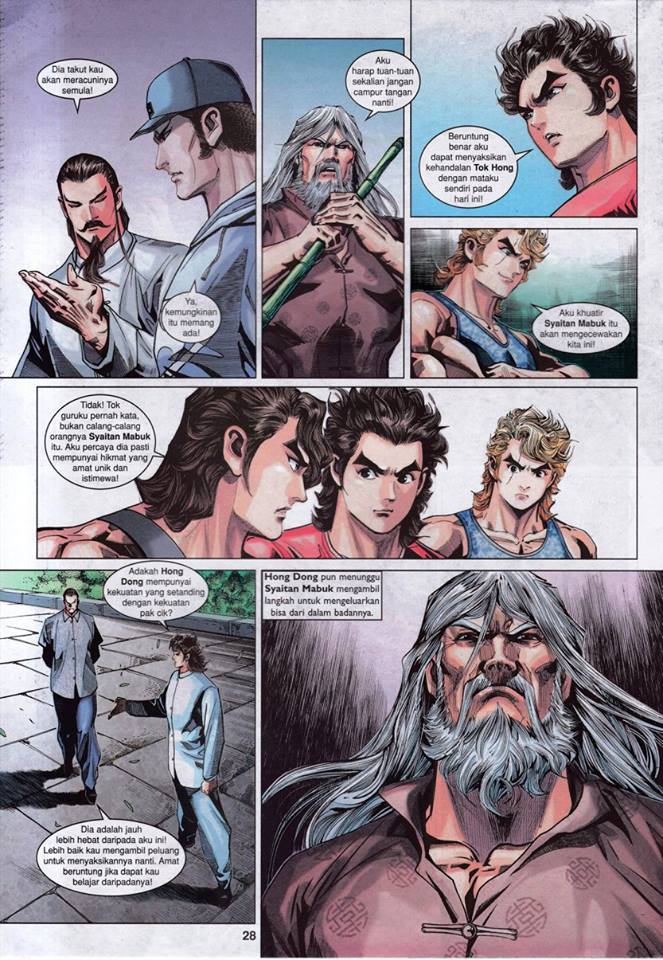 Dia takut kau
akan meracuninya
semula!
Ya,
kemungkinan
itu memang
ada!
Aku
harap tuan-tuan
sekalian jangan
campur tangan
nanti!
Beruntung
benar aku
dapat menyaksikan
kehandalan Tok Hong
dengan mataku
sendiri pada
hari ini!
Aku khuatir
Syaitan Mabuk itu
akan mengecewakan
kita ini!
Tidak! Tok
guruku pernah kata,
bukan calang-calang
orangnya Syaitan Mabuk
itu. Aku percaya dia pasti
mempunyai hikmat yang
amat unik dan
istimewa!
Adakah Hong
Dong mempunyai
kekuatan yang setanding
dengan kekuatan
pak cik?
Dia adalah jauh
lebih hebat daripada aku ini!
Lebih baik kau mengambil peluang
untuk menyaksikannya nanti. Amat
beruntung jika dapat kau
belajar daripadanya!
Hong Dong pun menunggu
Syaitan Mabuk mengambil
langkah untuk mengeluarkan
bisa dari dalam badannya.
28